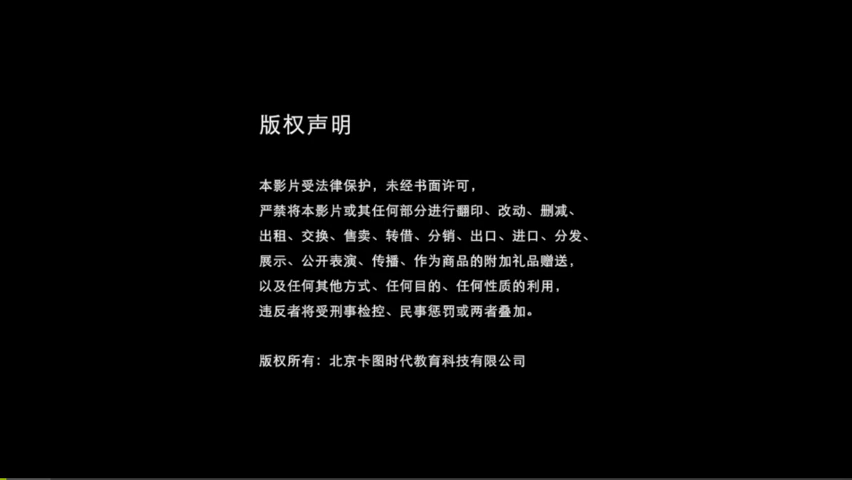 版权声明
本影片受法律保护，未经书面许可，
严禁将本影片或其任何部分进行翻印、改动、删减、
出租、交换、售卖、转借、分销、出口、进口、分发、
展示、公开表演、传播、作为商品的附加礼品赠送，
以及任何其他方式、任何目的、任何性质的利用，
违反者将受刑事检控、民事惩罚或两者叠加。
版权所有：北京卡图时代教育科技有限公司